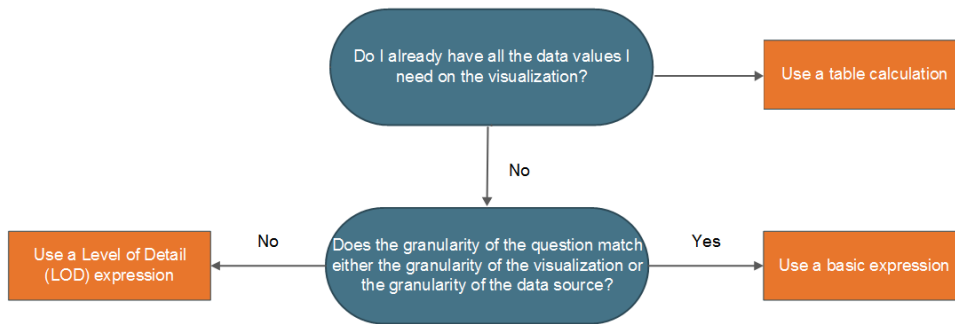 Do I already have all the data values I
need on the visualization?
Use a table calculation
No
No
Does the granularity of the question match
either the granularity of the visualization or
the granularity of the data source?
Yes
Use a Level of Detail
(LOD) expression
Use a basic expression